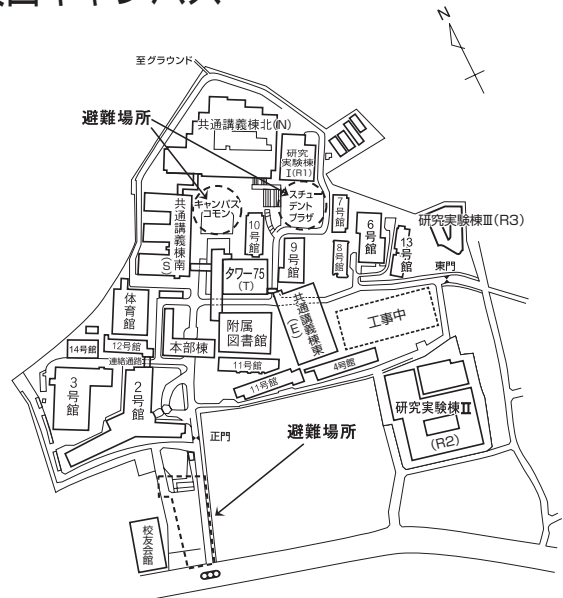 キャンパス
N
至グラウンド
避難場所
共通講義棟北(N)
研究
実験棟
I(R1)
キャンパス
コモン
スチュ
デント
プラザ
7号館
研究実験棟III(R3)
共通講義棟南
(S)
10号館
9号館
8号館
6号館
13号館
東門
タワー75
(T)
体育館
附属
図書館
共通講義棟東
(E)
工事中
14号館
12号館
連絡通路
本部棟
11号館
11号館
4号館
3号館
2号館
研究実験棟II
(R2)
正門
避難場所
校友会館